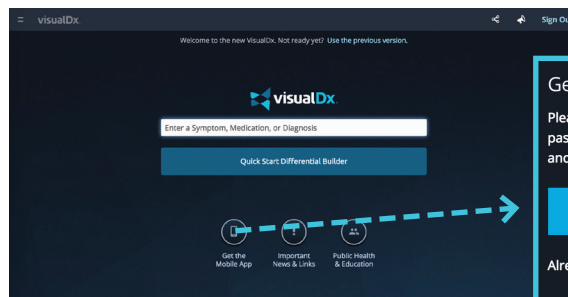 visualDx.
Sign Ou
Welcome to the new VisualDx. Not ready yet? Use the previous version.
visualDx.
Enter a Symptom, Medication, or Diagnosis
Quick Start Differential Builder
Get the
Mobile App
Important
News & Links
Public Health
& Education
Ge
Plea
pas
and
Alre